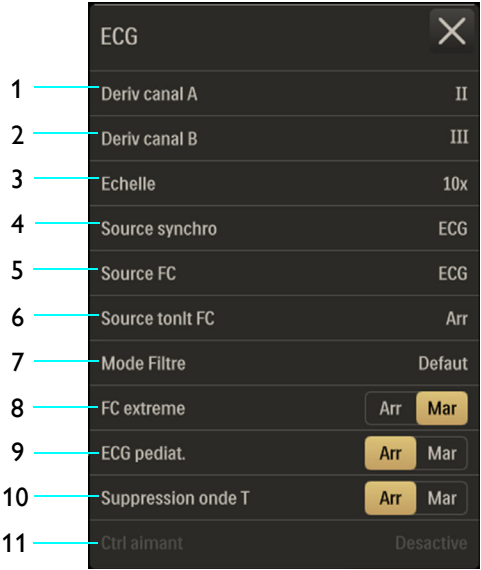 ECG
1 Deriv canal A II
2 Deriv canal B III
3 Echelle 10x
4 Source synchro ECG
5 Source FC ECG
6 Source tonlt FC Arr
7 Mode Filtre Defaut
8 FC extreme Arr Mar
9 ECG pediat. Arr Mar
10 Suppression onde T Arr Mar
11 Ctrl aimant Desactive